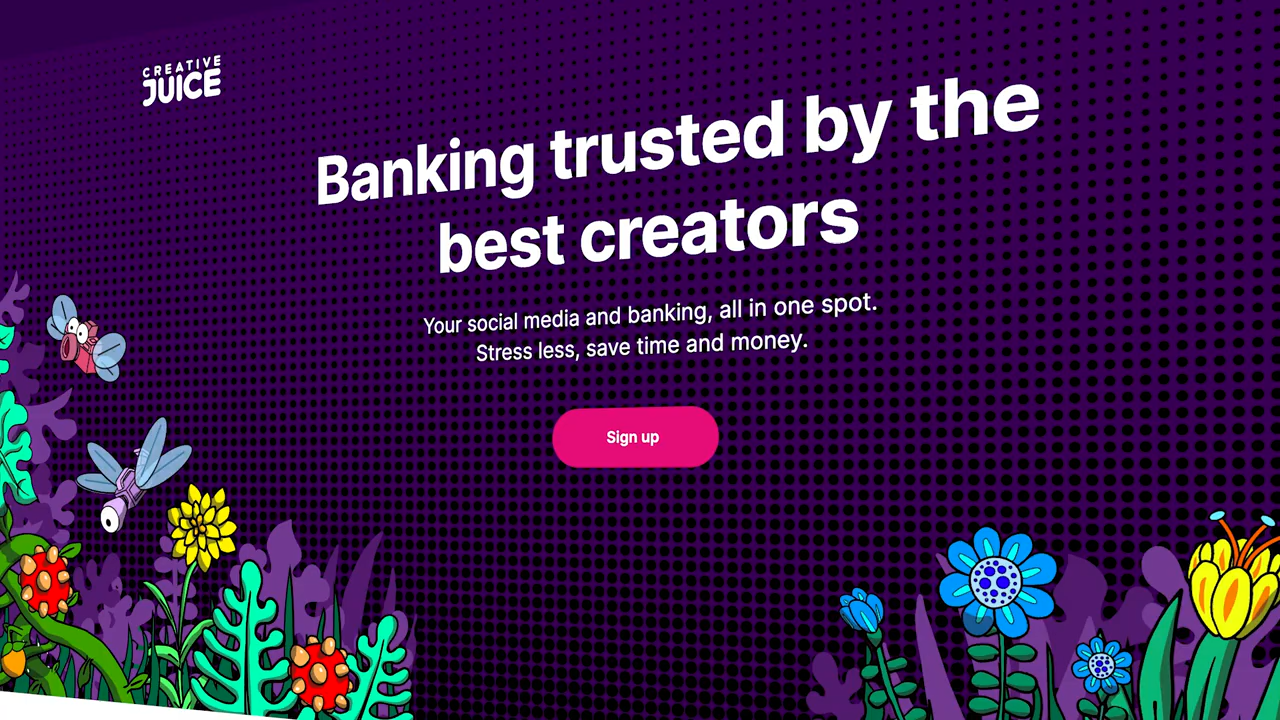 CREATIVE
JUICE
Banking trusted by the
best creators
Your social media and banking, all in one spot.
Stress less, save time and money.
Sign up